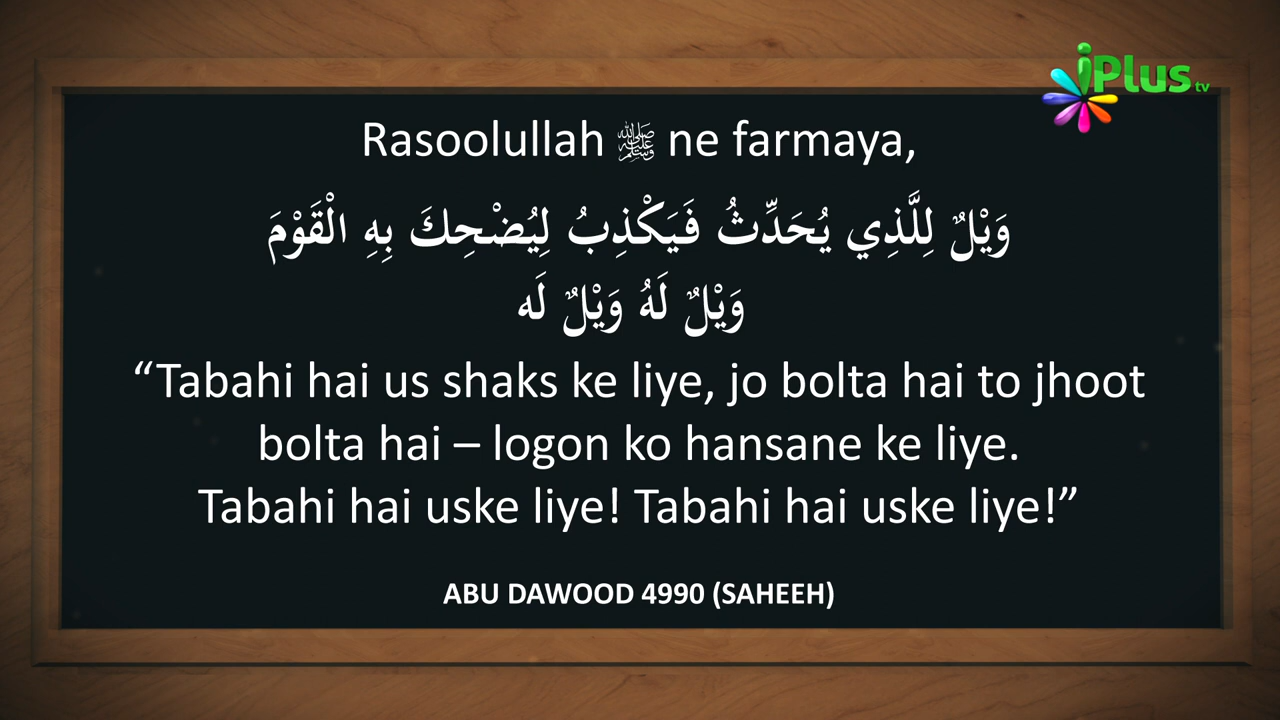 iPlus tv
Rasoolullah ﷺ ne farmaya,
وَيْلٌ لِلَّذِي يُحَدِّثُ فَيَكْذِبُ لِيُضْحِكَ بِهِ الْقَوْمَ
وَيْلٌ لَهُ وَيْلٌ لَه
“Tabahi hai us shaks ke liye, jo bolta hai to jhoot
bolta hai – logon ko hansane ke liye.
Tabahi hai uske liye! Tabahi hai uske liye!”
ABU DAWOOD 4990 (SAHEEH)